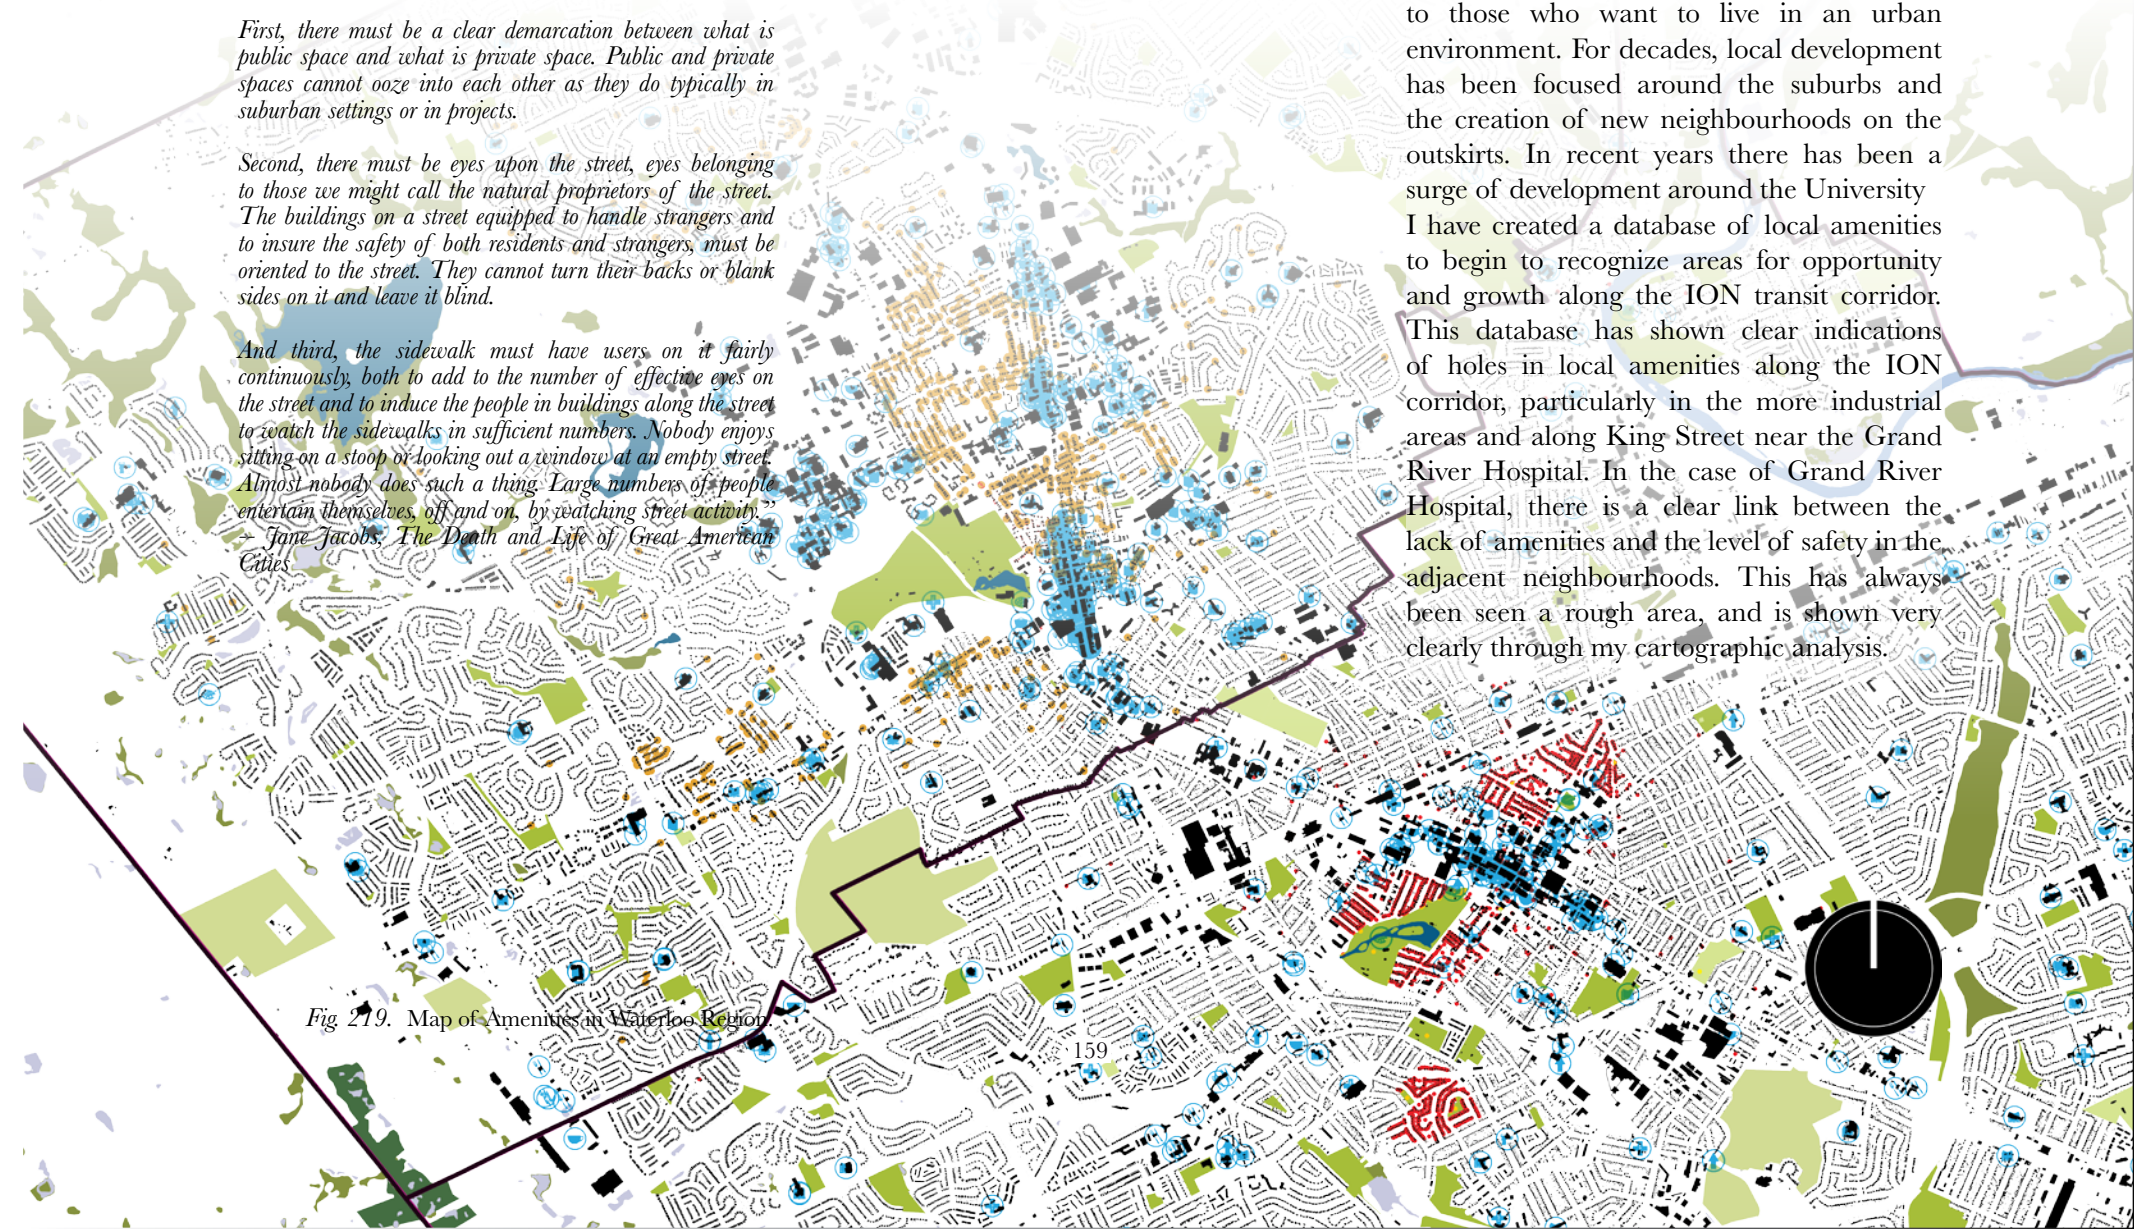 First, there must be a clear demarcation between what is
public space and what is private space. Public and private
spaces cannot ooze into each other as they do typically in
suburban settings or in projects.
Second, there must be eyes upon the street, eyes belonging
to those we might call the natural proprietors of the street.
The buildings on a street equipped to handle strangers and
to insure the safety of both residents and strangers, must be
oriented to the street. They cannot turn their backs or blank
sides on it and leave it blind.
And third, the sidewalk must have users on it fairly
continuously, both to add to the number of effective eyes on
the street and to induce the people in buildings along the street
to watch the sidewalks in sufficient numbers. Nobody enjoys
sitting on a stoop or looking out a window at an empty street.
Almost nobody does such a thing. Large numbers of people
entertain themselves, off and on, by watching street activity.”
– Jane Jacobs, The Death and Life of Great American
Cities
to those who want to live in an urban
environment. For decades, local development
has been focused around the suburbs and
the creation of new neighbourhoods on the
outskirts. In recent years there has been a
surge of development around the University
I have created a database of local amenities
to begin to recognize areas for opportunity
and growth along the ION transit corridor.
This database has shown clear indications
of holes in local amenities along the ION
corridor, particularly in the more industrial
areas and along King Street near the Grand
River Hospital. In the case of Grand River
Hospital, there is a clear link between the
lack of amenities and the level of safety in the
adjacent neighbourhoods. This has always
been seen a rough area, and is shown very
clearly through my cartographic analysis.
Fig. 219. Map of Amenities in Waterloo Region.
159